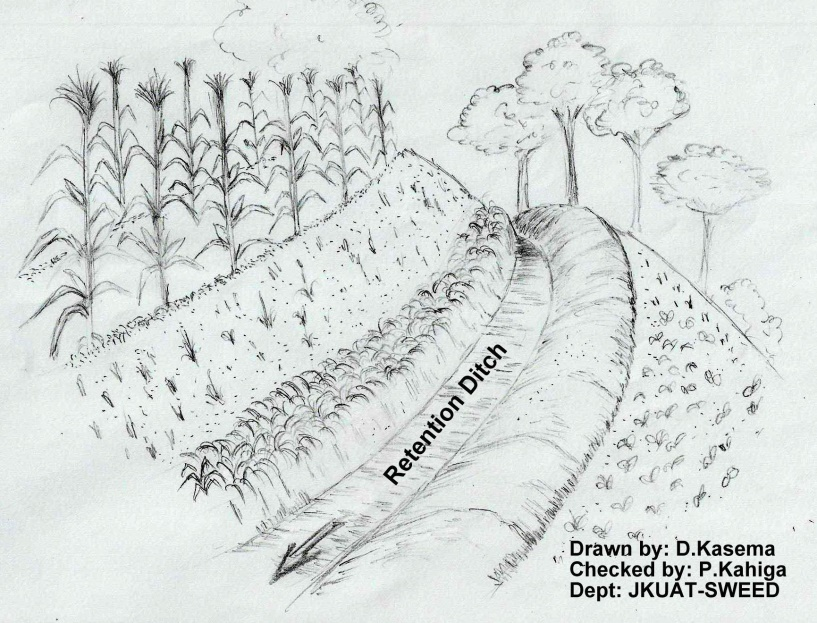 Retention Ditch
Drawn by: D.Kasema
Checked by: P.Kahiga
Dept: JKUAT-SWEED